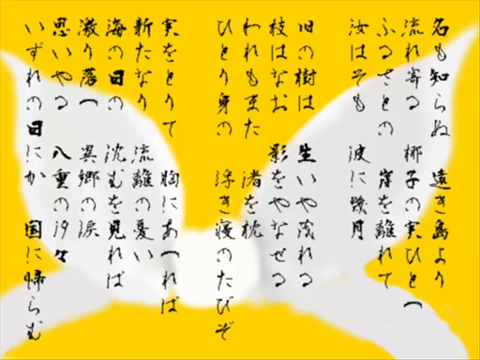 名も知らぬ 遠き島より
流れ寄る 椰子の実ひとつ
ふるさとの 岸を離れて
汝はそも 波に幾月
旧の樹は 生いや茂れる
枝はなお 影をやなせる
われもまた 渚を枕
ひとり身の 浮き寝のたびぞ
実をとりて 胸にあつれば
新たなり 流離の憂い
海の日の 沈むを見れば
激り落つ 異郷の涙
思いやる 八重の汐々
いずれの日にか 国に帰らむ